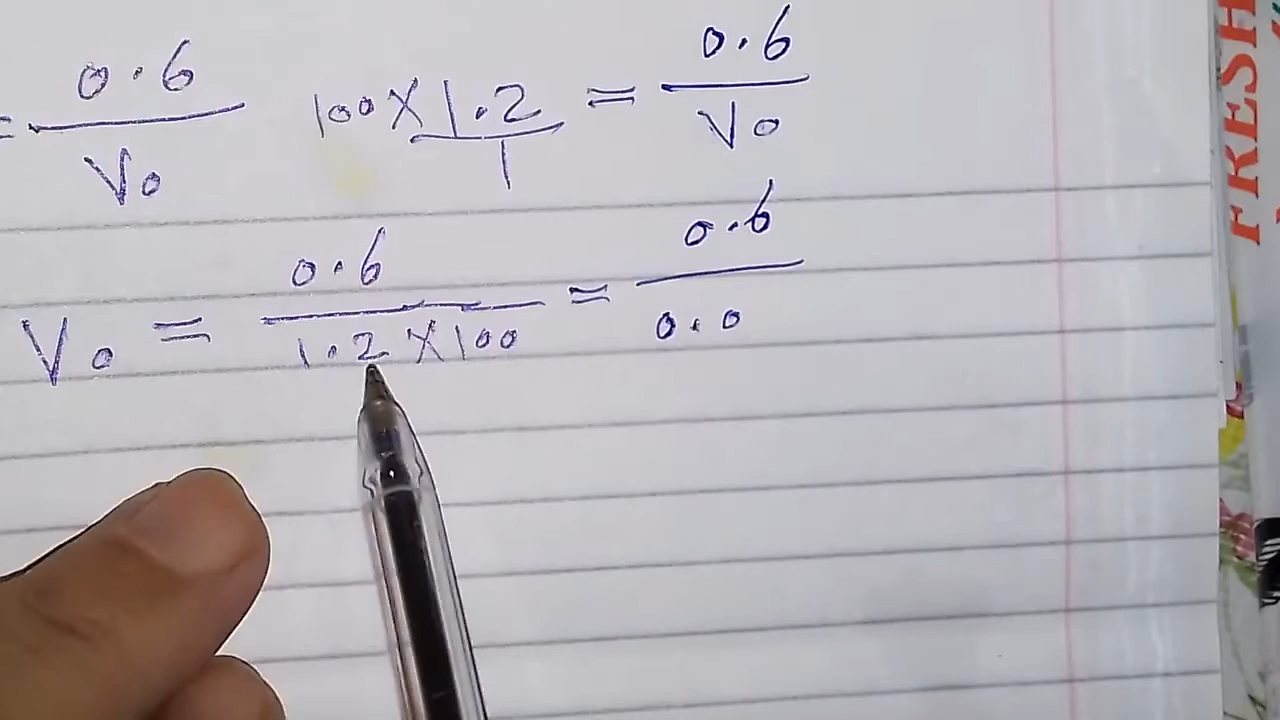 = 0.6 / V₀    100 × 1.2 / 1 = 0.6 / V₀
V₀ = 0.6 / 1.2 × 100 = 0.6 / 0.0
FRESH